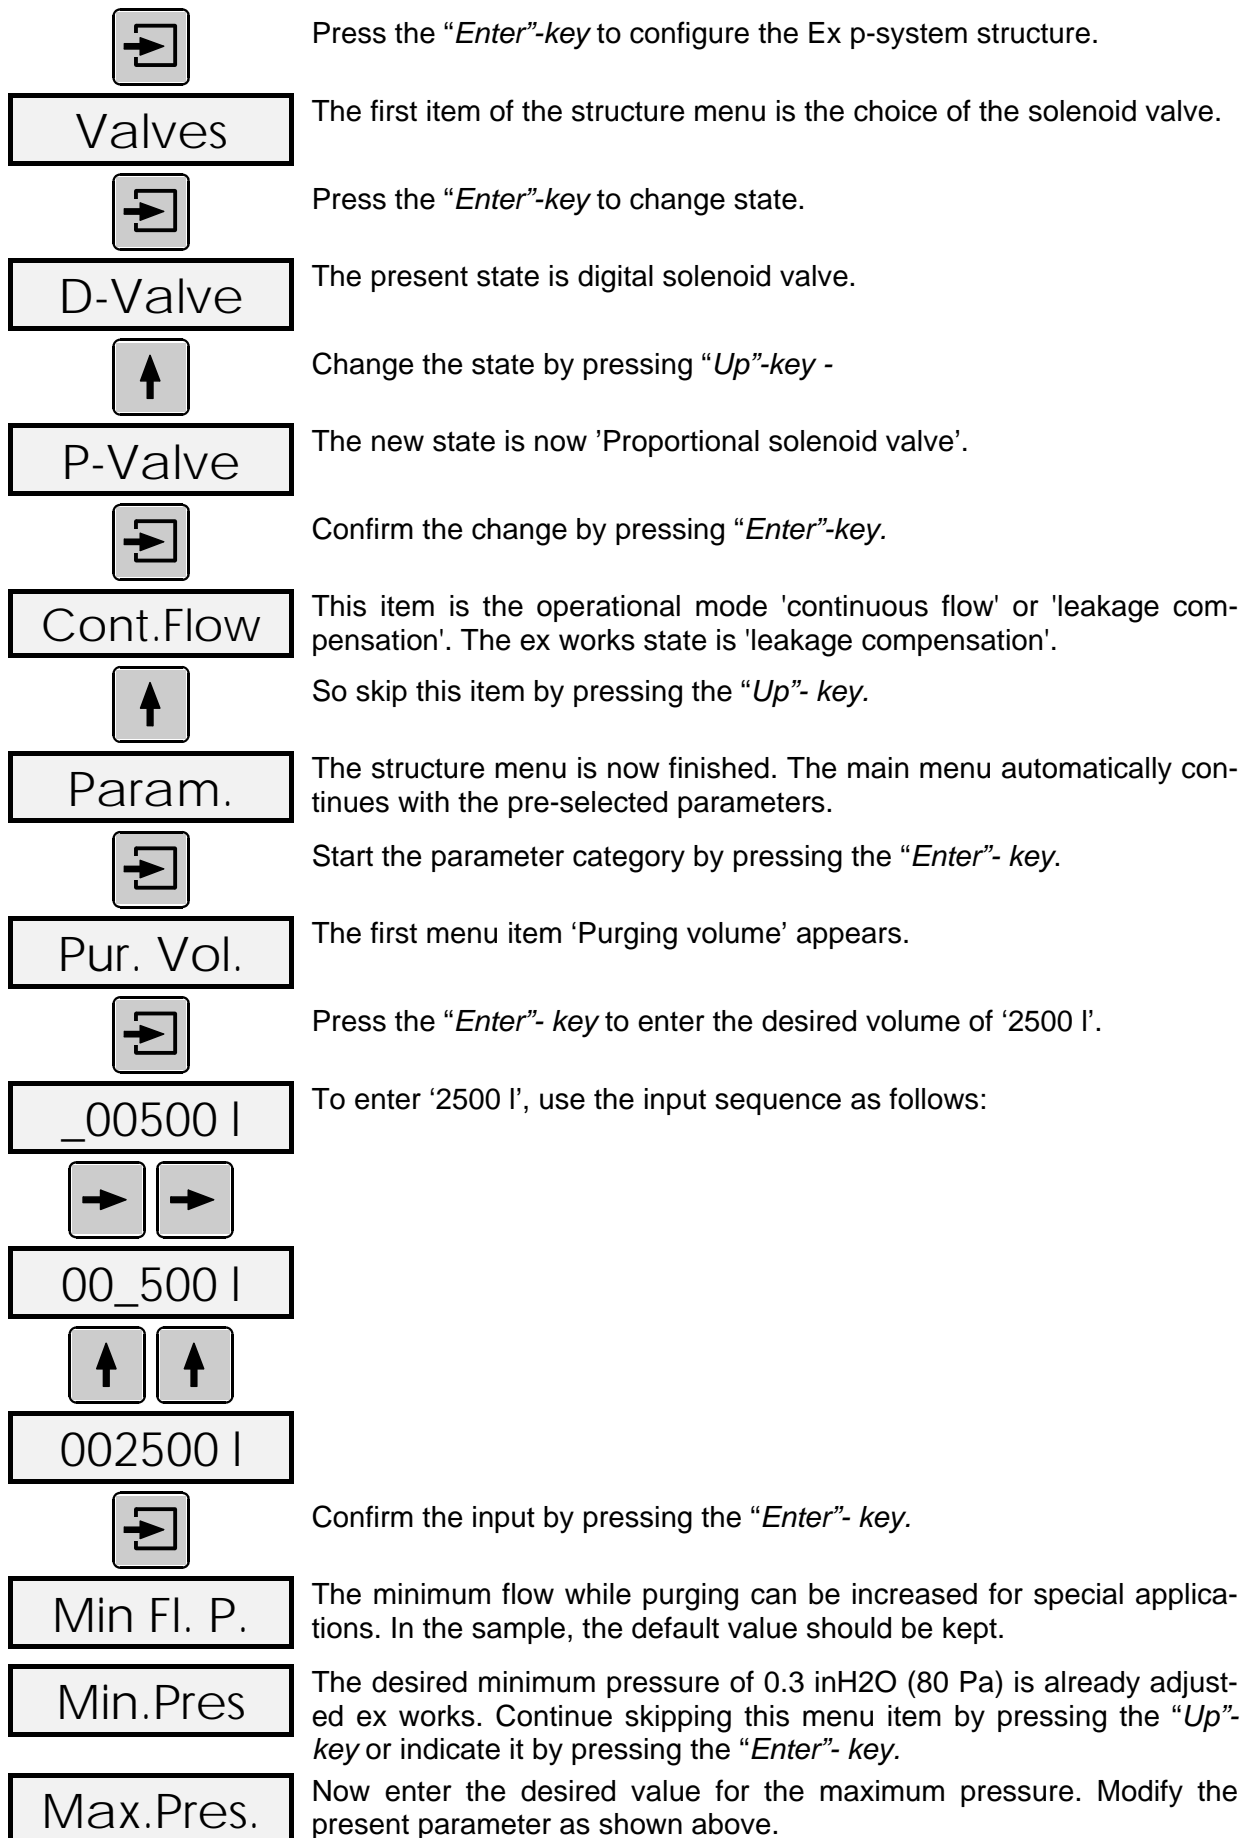 Press the “Enter”-key to configure the Ex p-system structure.
Valves
The first item of the structure menu is the choice of the solenoid valve.
Press the “Enter”-key to change state.
D-Valve
The present state is digital solenoid valve.
Change the state by pressing “Up”-key -
P-Valve
The new state is now ’Proportional solenoid valve’.
Confirm the change by pressing “Enter”-key.
Cont.Flow
This item is the operational mode 'continuous flow' or 'leakage com-
pensation'. The ex works state is 'leakage compensation'.
So skip this item by pressing the “Up”- key.
Param.
The structure menu is now finished. The main menu automatically con-
tinues with the pre-selected parameters.
Start the parameter category by pressing the “Enter”- key.
Pur. Vol.
The first menu item ‘Purging volume’ appears.
Press the “Enter”- key to enter the desired volume of ‘2500 l’.
_00500 l
To enter ‘2500 l’, use the input sequence as follows:
00_500 l
002500 l
Confirm the input by pressing the “Enter”- key.
Min Fl. P.
The minimum flow while purging can be increased for special applica-
tions. In the sample, the default value should be kept.
Min.Pres
The desired minimum pressure of 0.3 inH2O (80 Pa) is already adjust-
ed ex works. Continue skipping this menu item by pressing the “Up”-
key or indicate it by pressing the “Enter”- key.
Max.Pres.
Now enter the desired value for the maximum pressure. Modify the
present parameter as shown above.